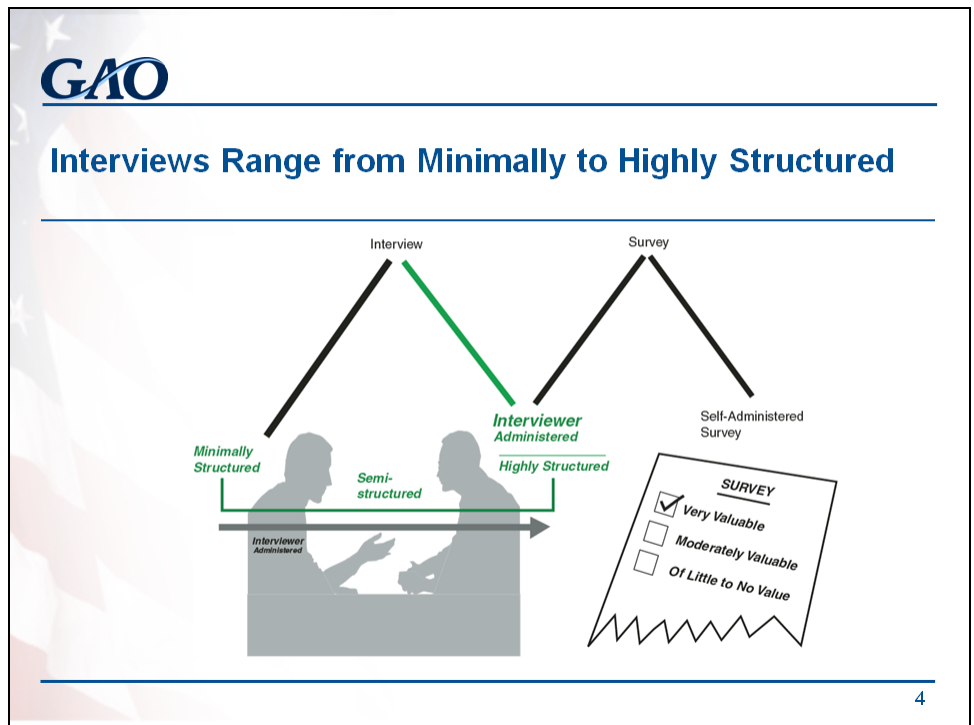 GAO
Interviews Range from Minimally to Highly Structured
Interview
Survey
Interviewer
Administered
Highly Structured
Minimally
Structured
Semi-
structured
Interviewer
Administered
Self-Administered
Survey
SURVEY
Very Valuable
Moderately Valuable
Of Little to No Value
4